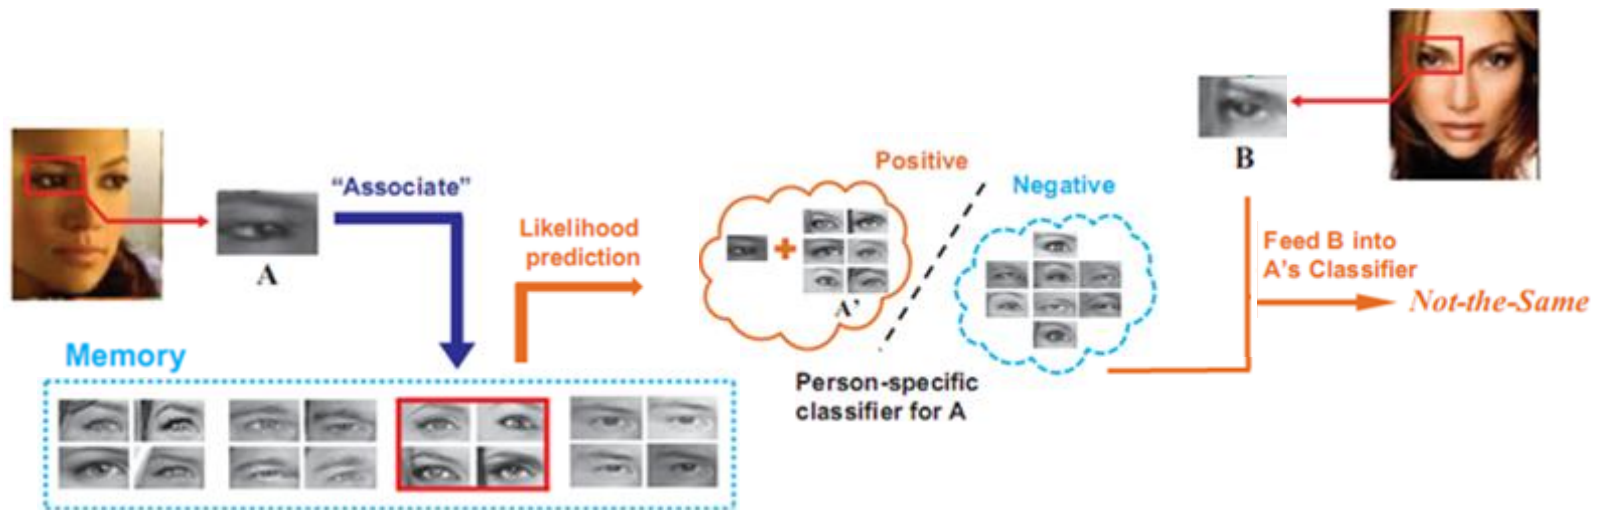 “Associate”
A
Memory
Likelihood
prediction
Positive
Negative
A’
Person-specific
classifier for A
B
Feed B into
A’s Classifier
Not-the-Same